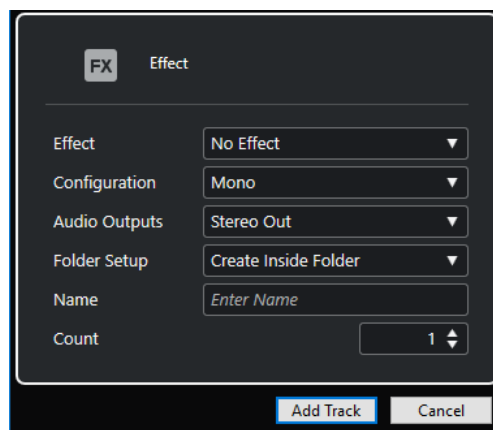 FX Effect
Effect No Effect
Configuration Mono
Audio Outputs Stereo Out
Folder Setup Create Inside Folder
Name Enter Name
Count 1
Add Track Cancel